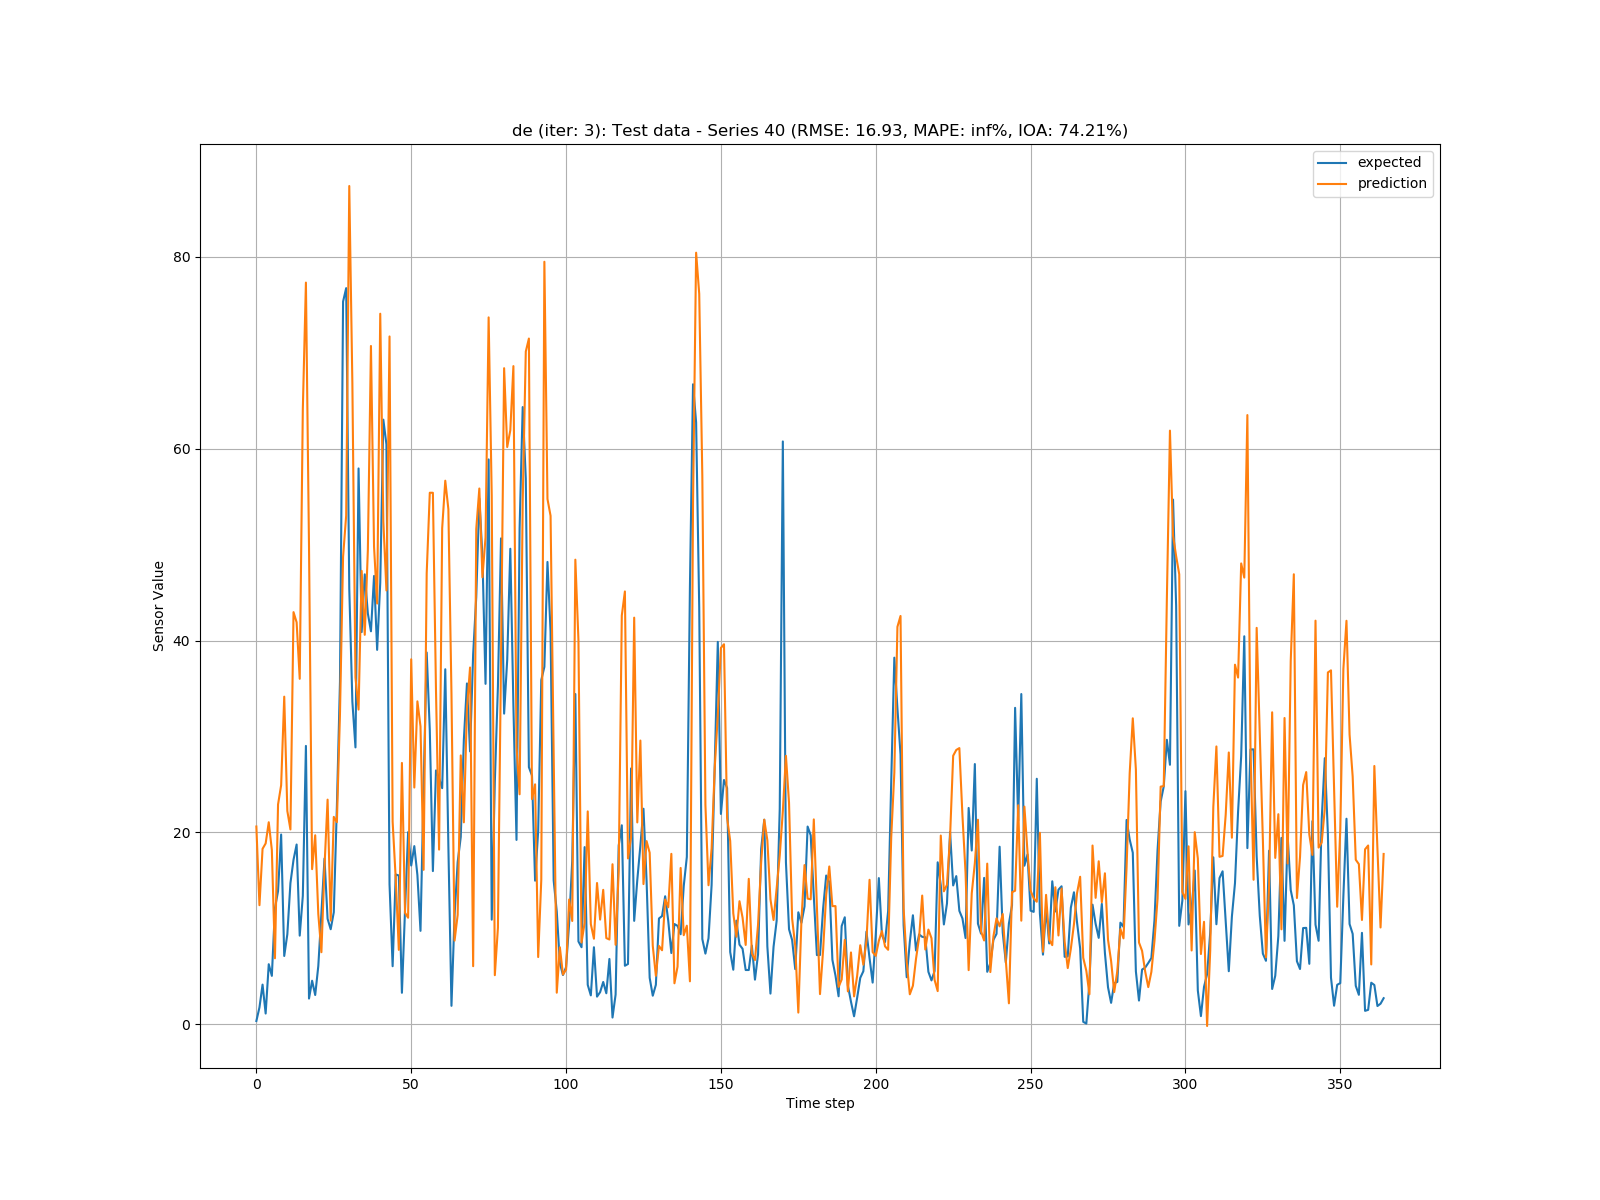 de (iter: 3): Test data - Series 40 (RMSE: 16.93, MAPE: inf%, IOA: 74.21%)
expected
prediction
80
60
40
20
0
Sensor Value
0 50 100 150 200 250 300 350
Time step